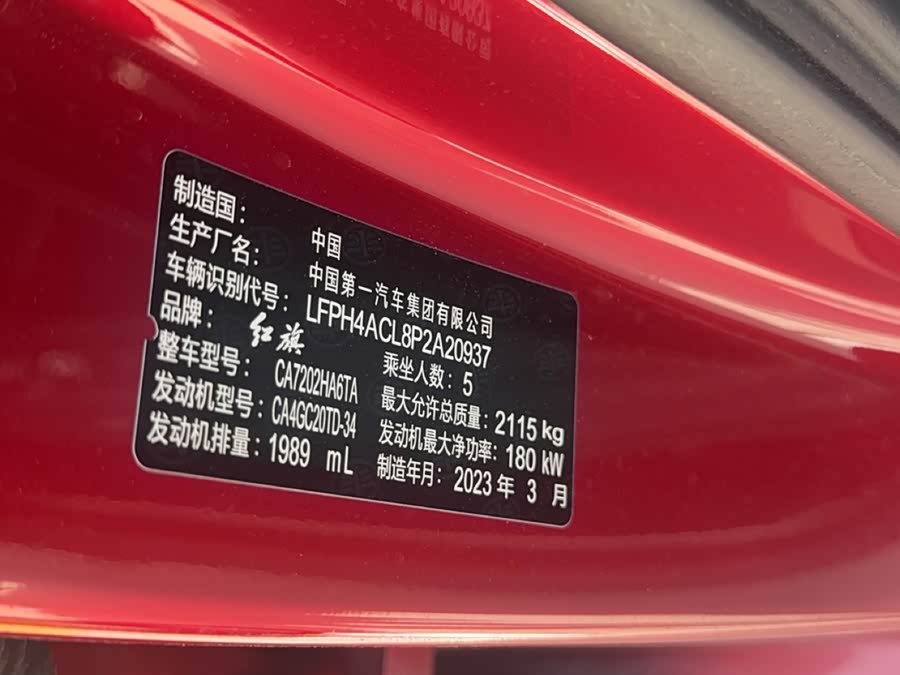 制造国： 中国
生产厂名： 中国第一汽车集团有限公司
车辆识别代号： LFPH4ACL8P2A20937
品牌： 红旗 乘坐人数： 5
整车型号： CA7202HA6TA 最大允许总质量： 2115 kg
发动机型号： CA4GC20TD-34 发动机最大净功率： 180 kW
发动机排量： 1989 mL 制造年月： 2023 年 3 月